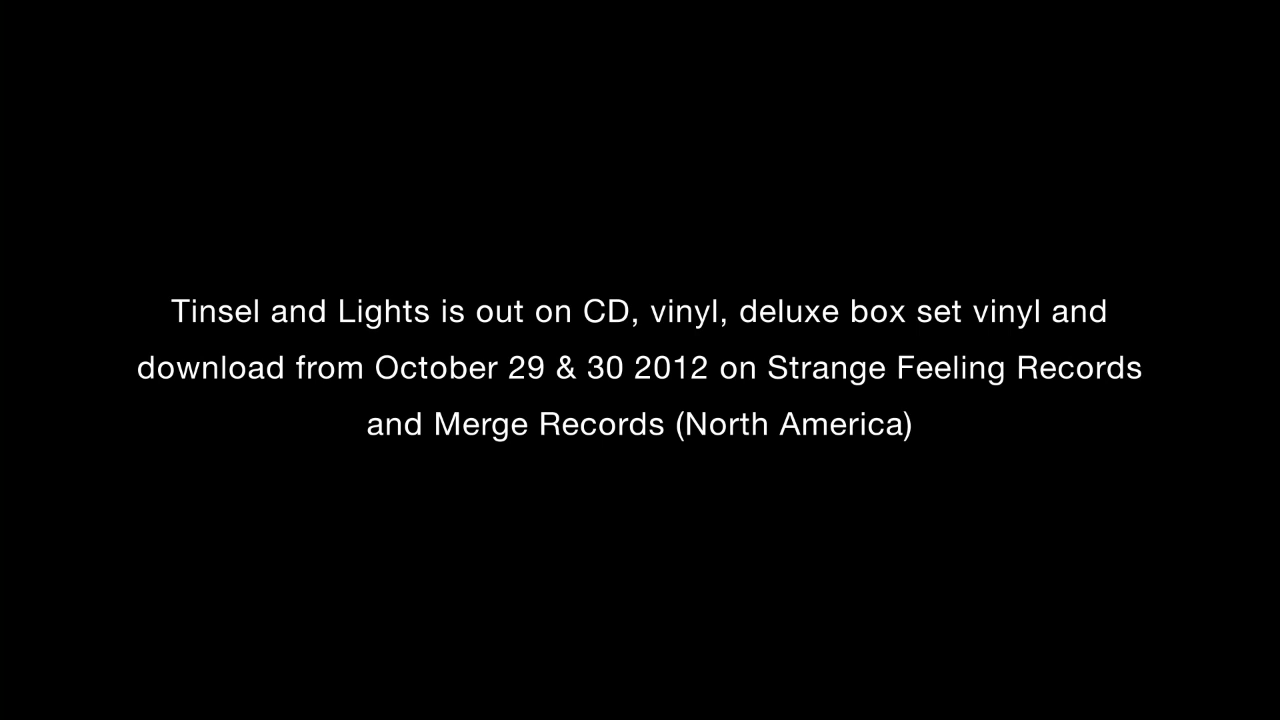 Tinsel and Lights is out on CD, vinyl, deluxe box set vinyl and
download from October 29 & 30 2012 on Strange Feeling Records
and Merge Records (North America)